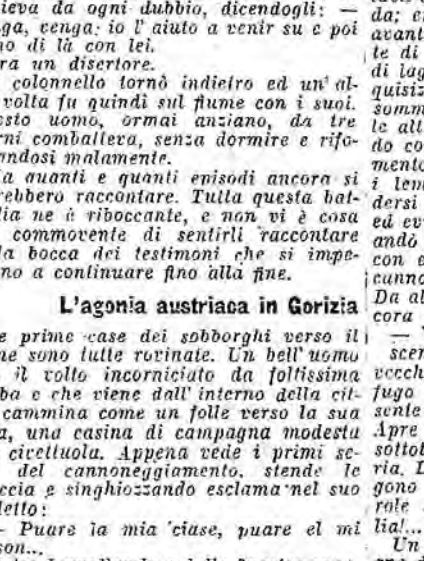 ieva da ogni dubbio, dicendogli: —
ga, venga: io l' aiuto a venir su e poi
no di là con lei.
ra un disertore.
colonnello tornò indietro ed un' al-
volta fu quindi sul fiume con i suoi.
sto uomo, ormai anziano, da tre
rni combatteva, senza dormire e rifo-
andosi malamente.
a avanti e quanti episodi ancora si
rebbero raccontare. Tutta questa bat-
lia ne è riboccante, e non vi è cosa
commovente di sentirli raccontare
la bocca dei testimoni che si impe-
no a continuare fino alla fine.
L'agonia austriaca in Gorizia
e prime case dei sobborghi verso il
me sono tutte rovinate. Un bell' uomo
il volto incorniciato da foltissima
ba e che viene dall' interno della cit-
cammina come un folle verso la sua
a, una casina di campagna modesta
civettuola. Appena vede i primi se-
del cannoneggiamento, stende le
ccia e singhiozzando esclama nel suo
letto:
— Puare la mia ciase, puare el mi
son...
da; e
avant
te di
di lag
quisiz
somm
le alt
do co
mento
i len
dersi
ed ev
andò
con e
cunno
Da al
cora
—
scen
vecch
fugo
sente
Apre
sottot
ria. L
gono
role
lia!...
Un